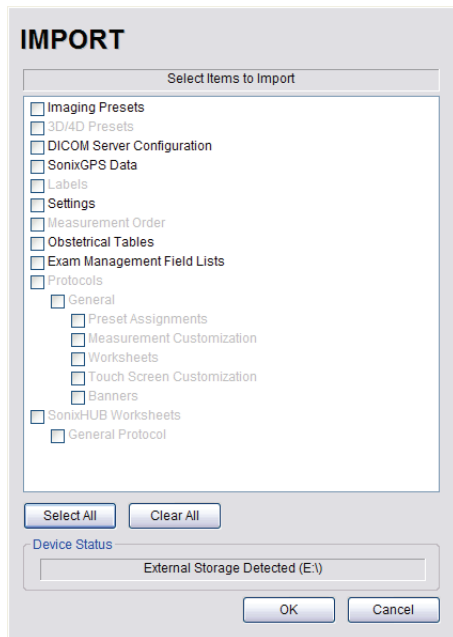 IMPORT
Select Items to Import
Imaging Presets
3D/4D Presets
DICOM Server Configuration
SonixGPS Data
Labels
Settings
Measurement Order
Obstetrical Tables
Exam Management Field Lists
Protocols
General
Preset Assignments
Measurement Customization
Worksheets
Touch Screen Customization
Banners
SonixHUB Worksheets
General Protocol
Select All Clear All
Device Status
External Storage Detected (E:\)
OK Cancel